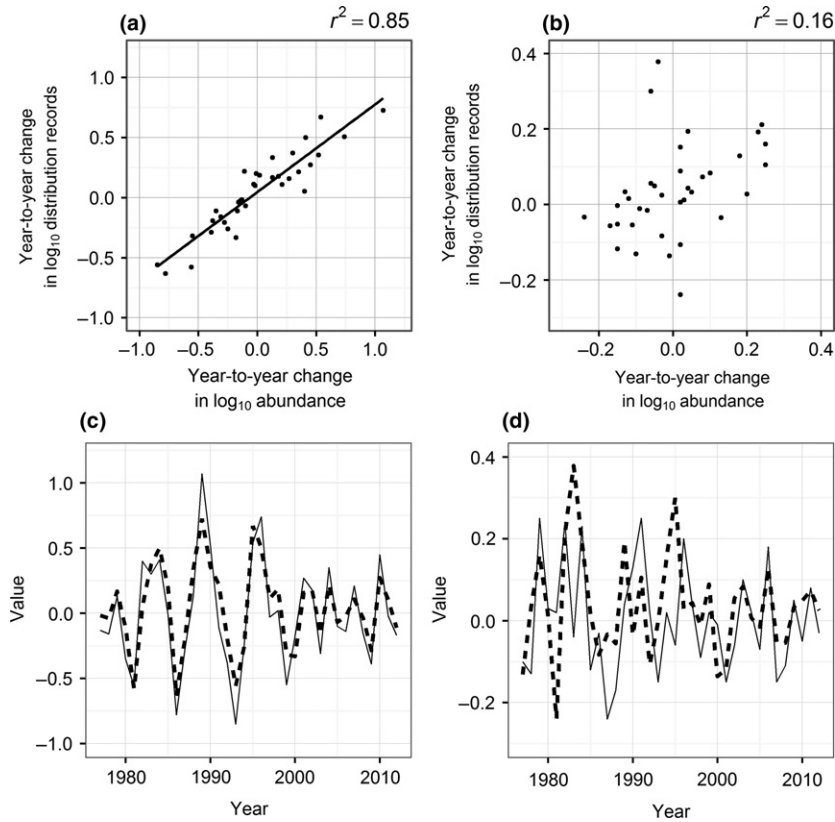 (a)
r² = 0.85
Year-to-year change
in log₁₀ distribution records
1.0
0.5
0.0
−0.5
−1.0
−1.0 −0.5 0.0 0.5 1.0
Year-to-year change
in log₁₀ abundance
(b)
r² = 0.16
Year-to-year change
in log₁₀ distribution records
0.4
0.2
0.0
−0.2
−0.2 0.0 0.2 0.4
Year-to-year change
in log₁₀ abundance
(c)
Value
1.0
0.5
0.0
−0.5
−1.0
1980 1990 2000 2010
Year
(d)
Value
0.4
0.2
0.0
−0.2
1980 1990 2000 2010
Year